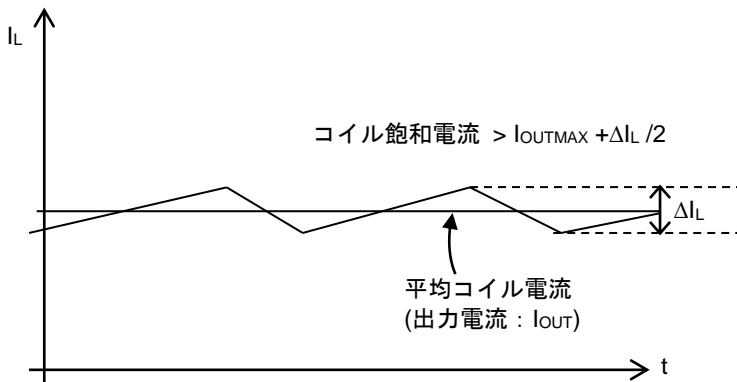 IL
コイル飽和電流 > IOUTMAX +ΔIL /2
ΔIL
平均コイル電流
(出力電流：IOUT)
t